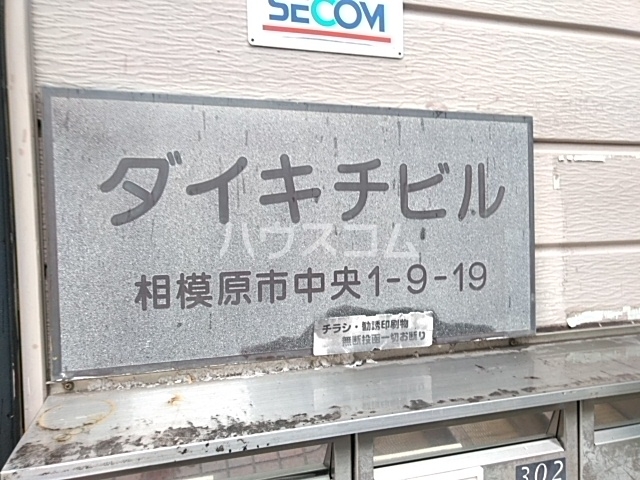 SECOM
ダイキチビル
ハウスコム
相模原市中央1-9-19
チラシ・勧誘印刷物
無断投函一切お断り
302